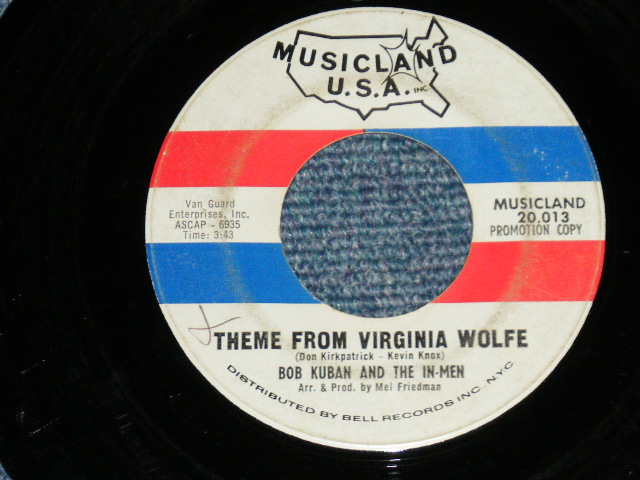 MUSICLAND
U.S.A. INC
Van Guard
Enterprises, Inc.
ASCAP - 6935
Time: 3:43
MUSICLAND
20,013
PROMOTION COPY
THEME FROM VIRGINIA WOLFE
(Don Kirkpatrick - Kevin Knox)
BOB KUBAN AND THE IN-MEN
Arr. & Prod. by Mel Friedman
DISTRIBUTED BY BELL RECORDS INC., NYC